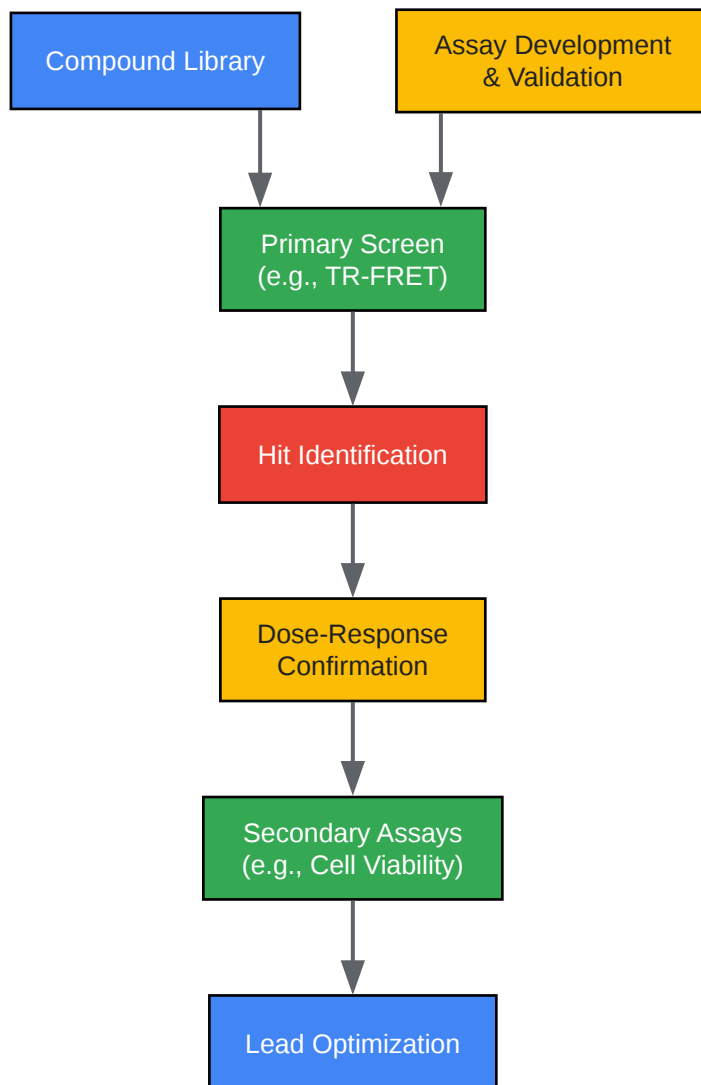 Compound Library
Assay Development
& Validation
Primary Screen
(e.g., TR-FRET)
Hit Identification
Dose-Response
Confirmation
Secondary Assays
(e.g., Cell Viability)
Lead Optimization